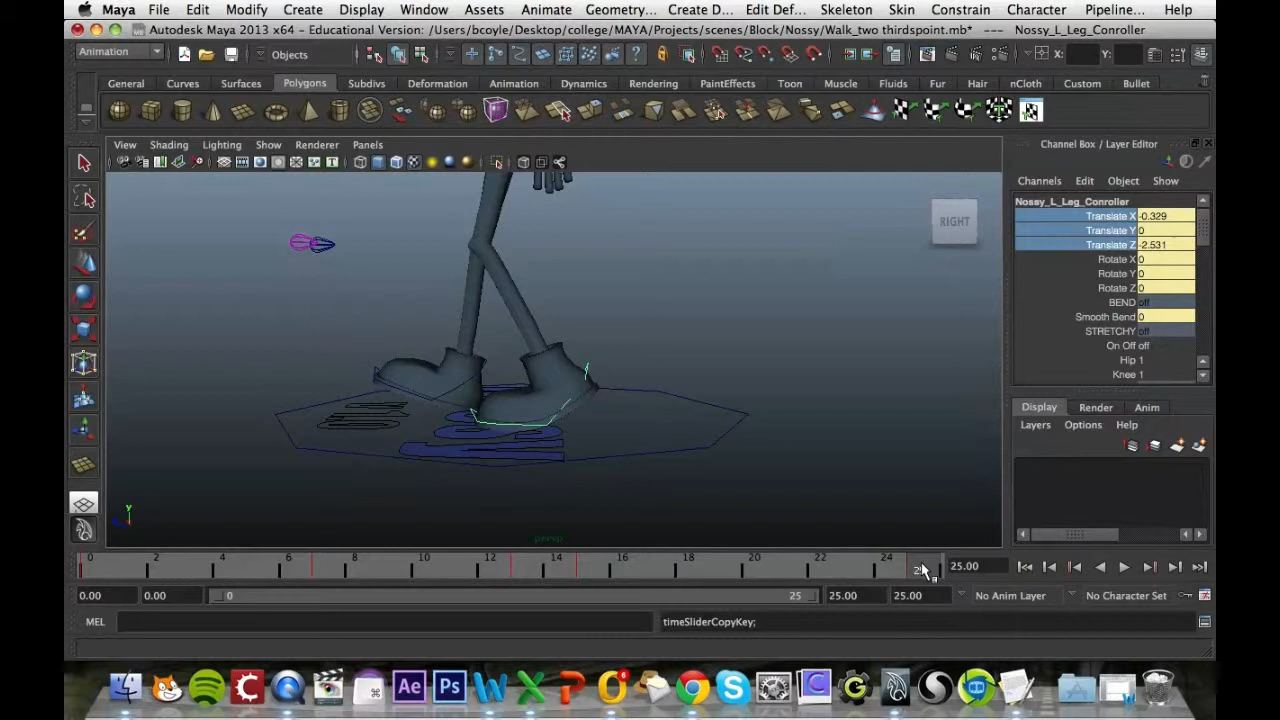 Maya File Edit Modify Create Display Window Assets Animate Geometry... Create D... Edit Def... Skeleton Skin Constrain Character Pipeline... Help
Autodesk Maya 2013 x64 - Educational Version: /Users/bcoyle/Desktop/college/MAYA/Projects/scenes/Block/Nossy/Walk_two thirdspoint.mb* --- Nossy_L_Leg_Conroller
Animation Objects X: Y:
General Curves Surfaces Polygons Subdivs Deformation Animation Dynamics Rendering PaintEffects Toon Muscle Fluids Fur Hair nCloth Custom Bullet
View Shading Lighting Show Renderer Panels
Channel Box / Layer Editor
Channels Edit Object Show
Nossy_L_Leg_Conroller
Translate X -0.329
Translate Y 0
Translate Z -2.531
Rotate X 0
Rotate Y 0
Rotate Z 0
BEND off
Smooth Bend 0
STRETCHY off
On Off off
Hip 1
Knee 1
RIGHT
Display Render Anim
Layers Options Help
y
persp
0 2 4 6 8 10 12 14 16 18 20 22 24
25.00
0.00 0.00 0 25 25.00 25.00 No Anim Layer No Character Set
MEL timeSliderCopyKey;
Ae Ps
6